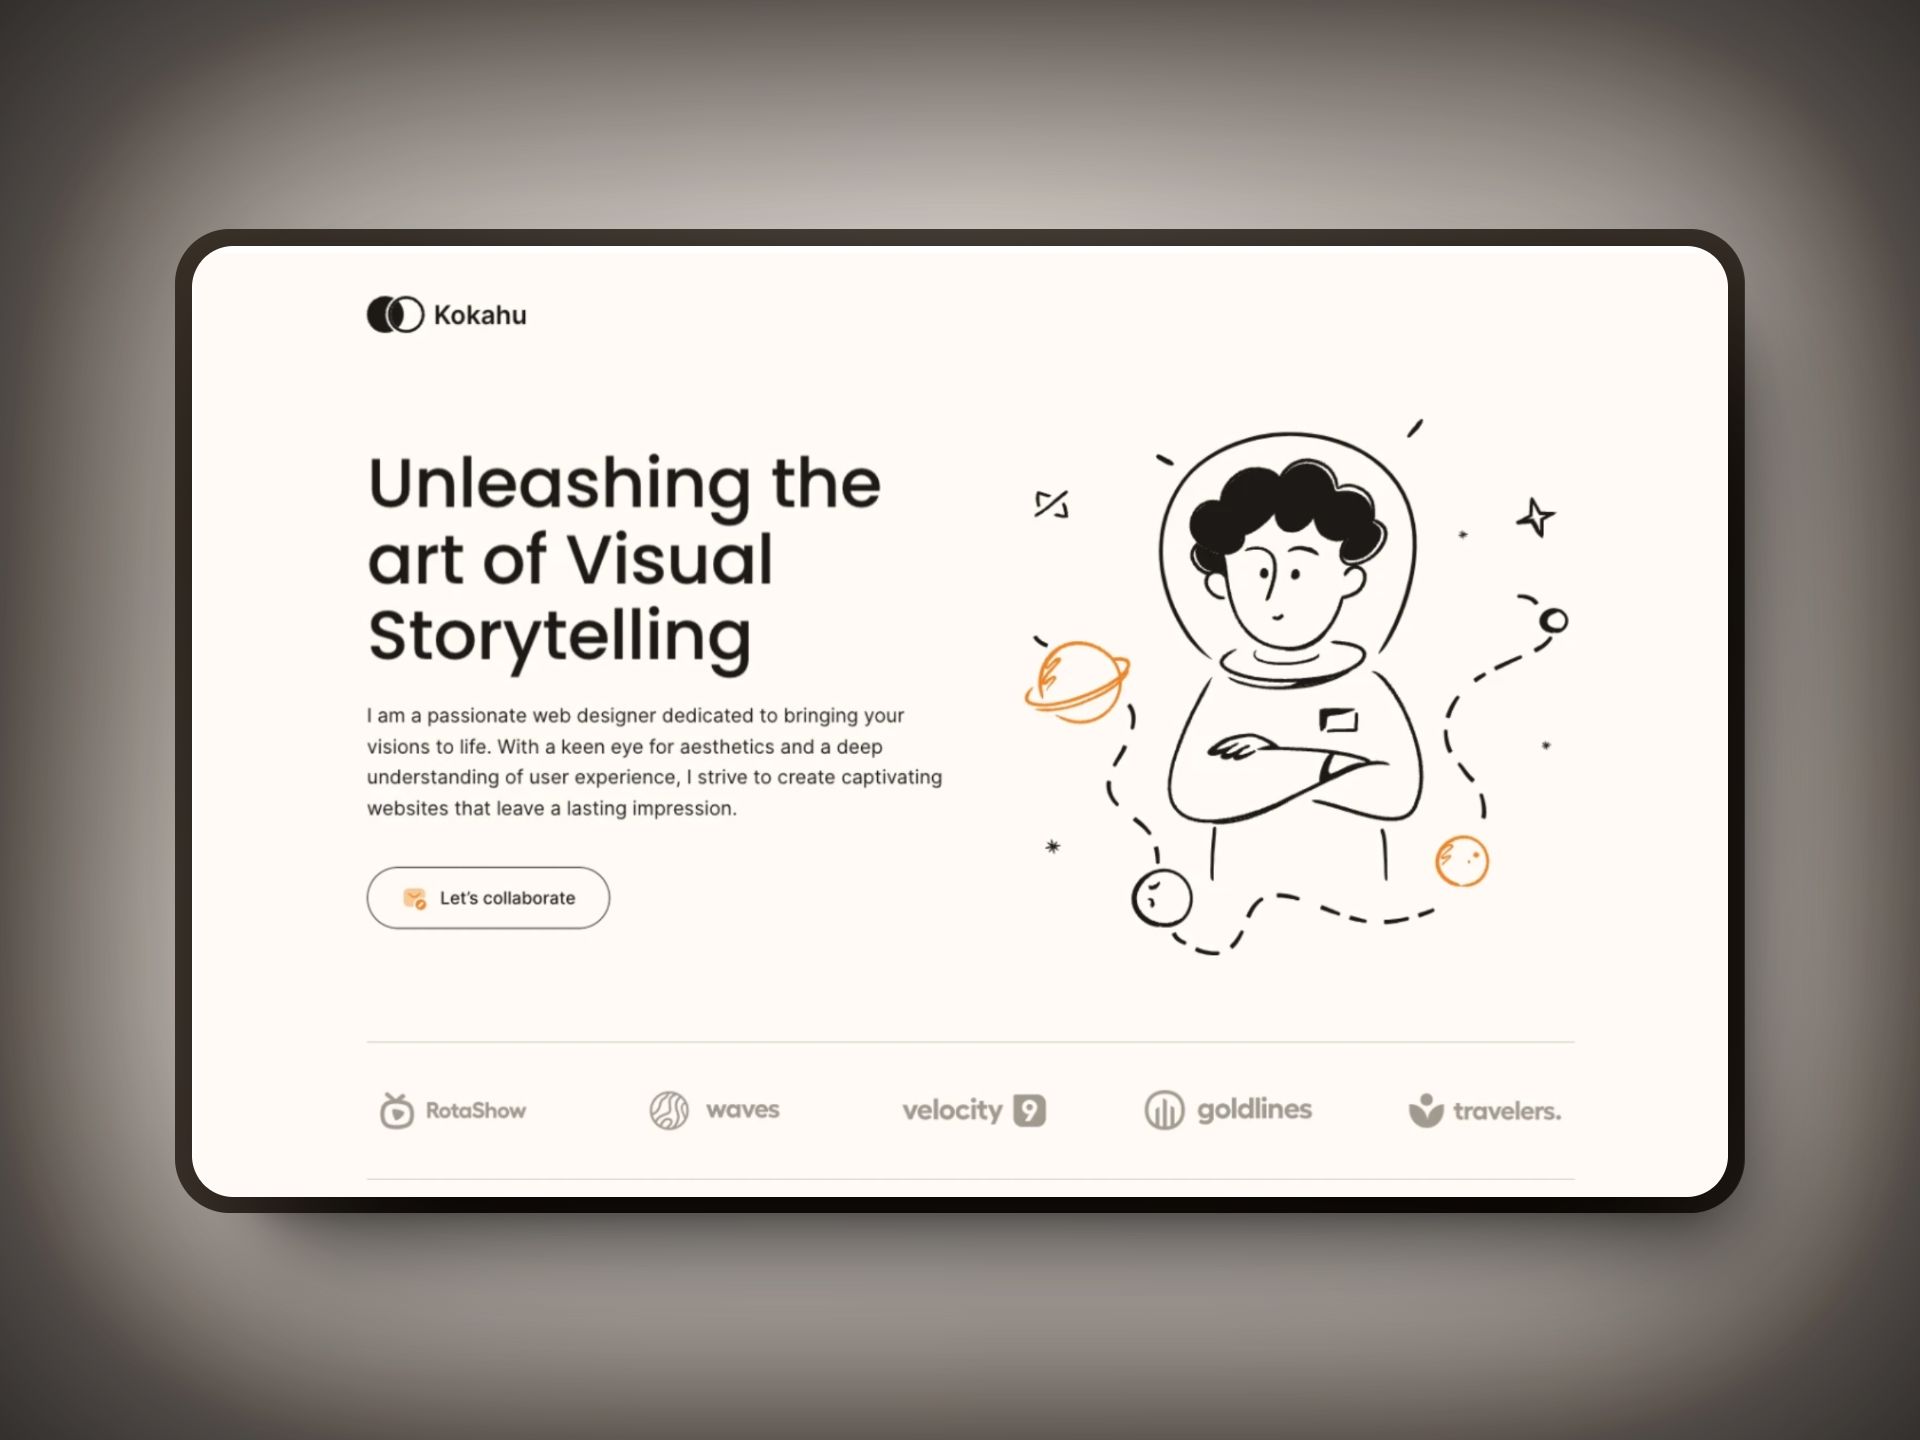 Kokahu
Unleashing the
art of Visual
Storytelling
I am a passionate web designer dedicated to bringing your
visions to life. With a keen eye for aesthetics and a deep
understanding of user experience, I strive to create captivating
websites that leave a lasting impression.
Let's collaborate
RotaShow
waves
velocity 9
goldlines
travelers.